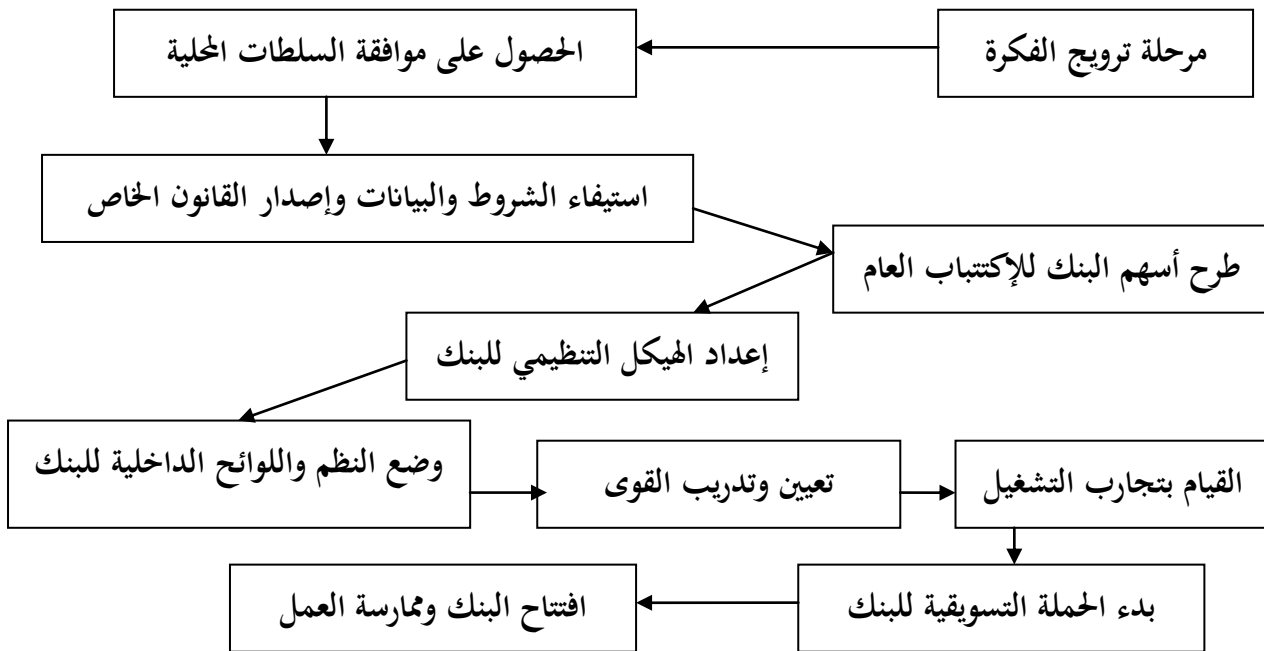 مرحلة ترويج الفكرة
الحصول على موافقة السلطات المحلية
استيفاء الشروط والبيانات وإصدار القانون الخاص
طرح أسهم البنك للإكتتباب العام
إعداد الهيكل التنظيمي للبنك
وضع النظم واللوائح الداخلية للبنك
تعيين وتدريب القوى
القيام بتجارب التشغيل
بدء الحملة التسويقية للبنك
افتتاح البنك وممارسة العمل